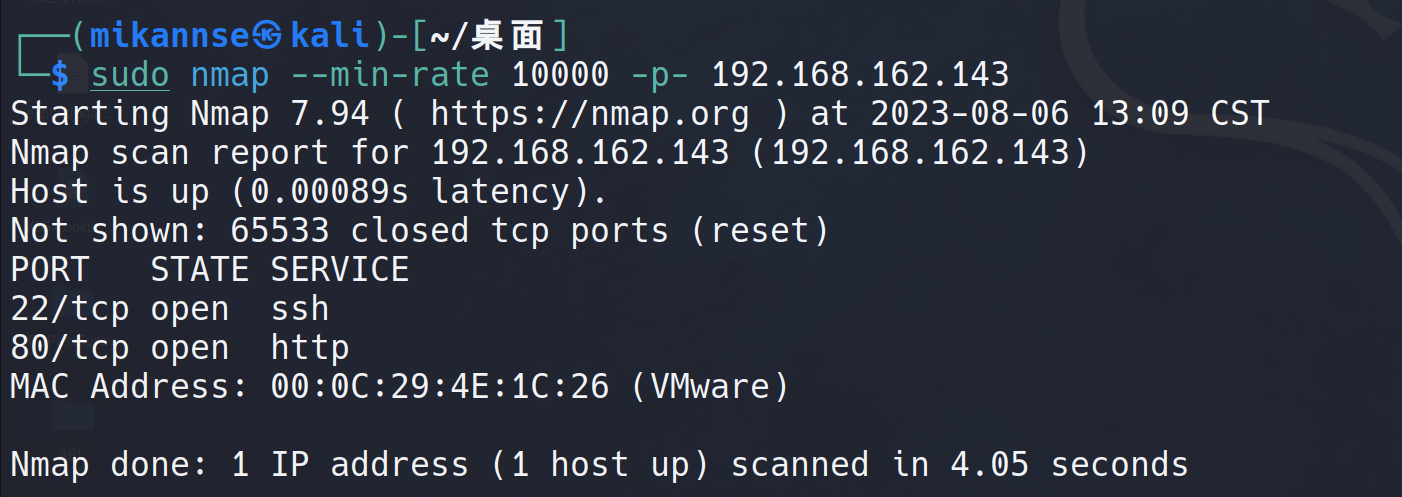 ┌──(mikannse㉿kali)-[~/桌面]
└─$ sudo nmap --min-rate 10000 -p- 192.168.162.143
Starting Nmap 7.94 ( https://nmap.org ) at 2023-08-06 13:09 CST
Nmap scan report for 192.168.162.143 (192.168.162.143)
Host is up (0.00089s latency).
Not shown: 65533 closed tcp ports (reset)
PORT   STATE SERVICE
22/tcp open  ssh
80/tcp open  http
MAC Address: 00:0C:29:4E:1C:26 (VMware)
Nmap done: 1 IP address (1 host up) scanned in 4.05 seconds